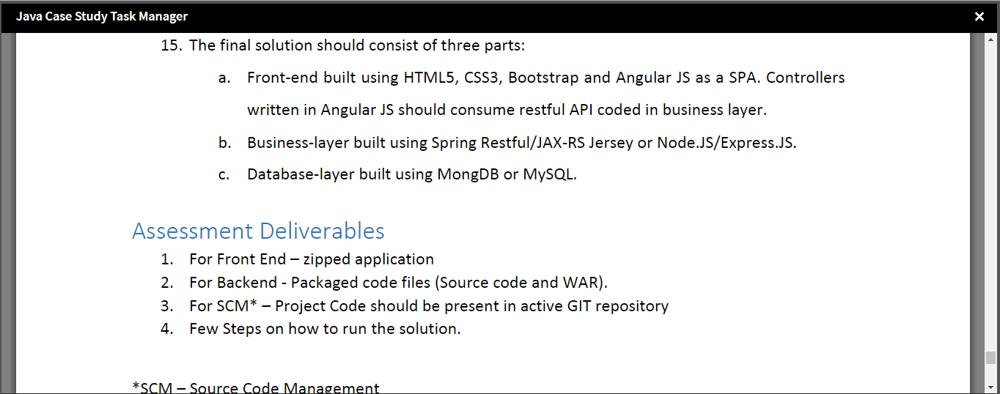 Java Case Study Task Manager
15. The final solution should consist of three parts:
a. Front-end built using HTML5, CSS3, Bootstrap and Angular JS as a SPA. Controllers
written in Angular JS should consume restful API coded in business layer.
b. Business-layer built using Spring Restful/JAX-RS Jersey or Node.JS/Express.JS.
c. Database-layer built using MongDB or MySQL.
Assessment Deliverables
1. For Front End – zipped application
2. For Backend - Packaged code files (Source code and WAR).
3. For SCM* – Project Code should be present in active GIT repository
4. Few Steps on how to run the solution.
*SCM – Source Code Management